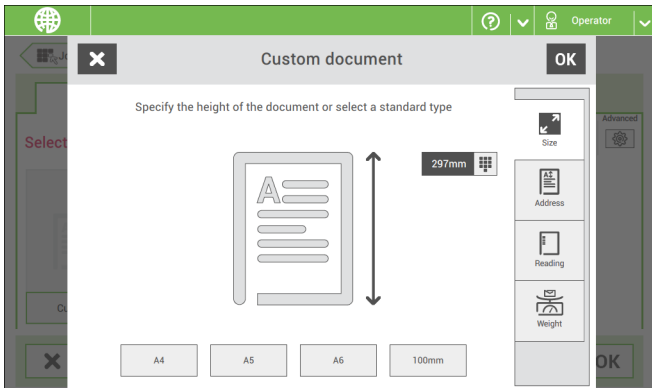 Operator
Custom document
OK
Specify the height of the document or select a standard type
Advanced
Select
Size
297mm
A
Address
Reading
Weight
A4
A5
A6
100mm
OK